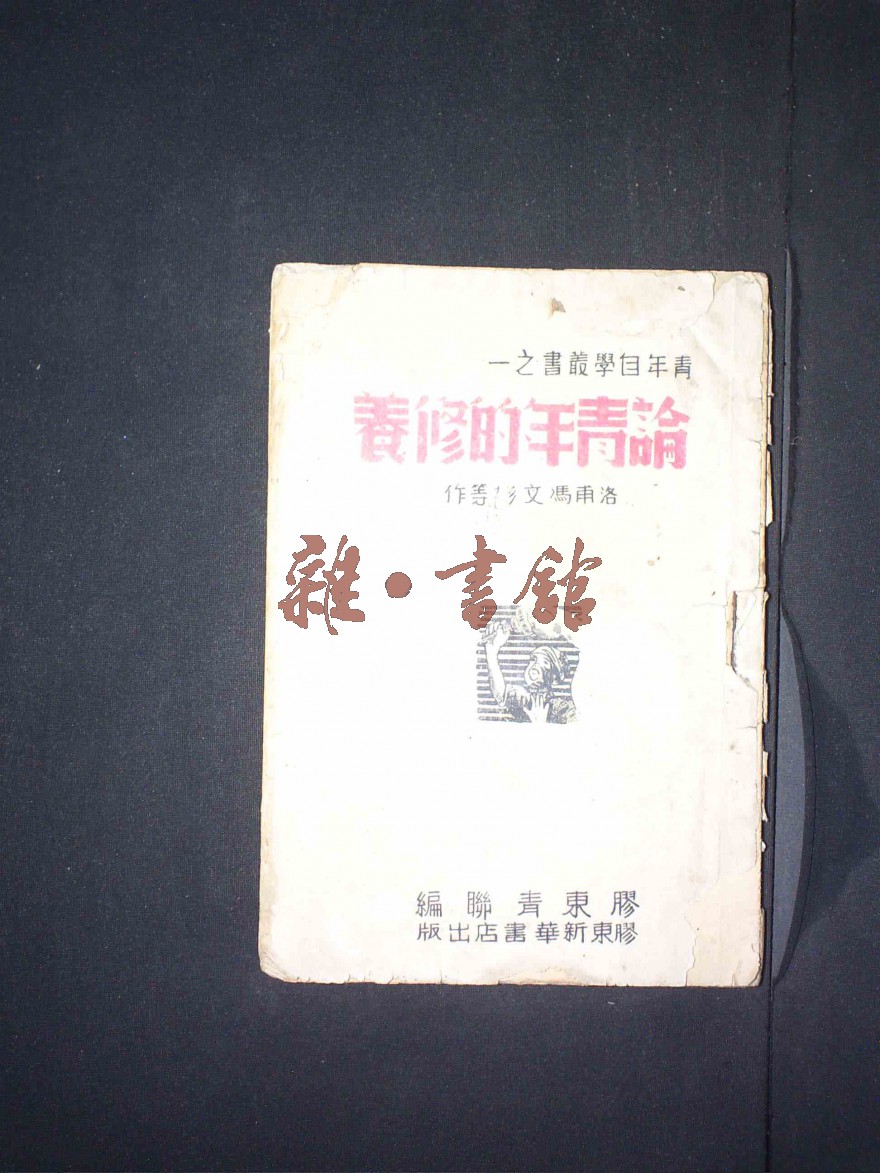 青年自學叢書之一
論青年的修養
洛甫馮文彬等作
雜·書館
膠東青聯編
膠東新華書店出版